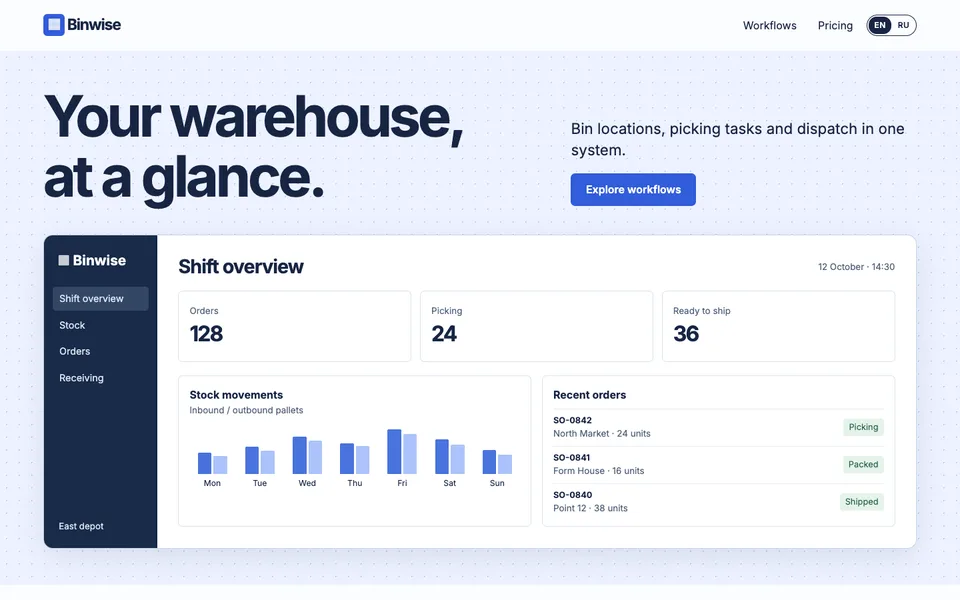 Binwise
Workflows
Pricing
EN
RU
Your warehouse,
at a glance.
Bin locations, picking tasks and dispatch in one
system.
Explore workflows
Binwise
Shift overview
Stock
Orders
Receiving
East depot
Shift overview
12 October · 14:30
Orders
128
Picking
24
Ready to ship
36
Stock movements
Inbound / outbound pallets
Mon
Tue
Wed
Thu
Fri
Sat
Sun
Recent orders
SO-0842
North Market · 24 units
Picking
SO-0841
Form House · 16 units
Packed
SO-0840
Point 12 · 38 units
Shipped